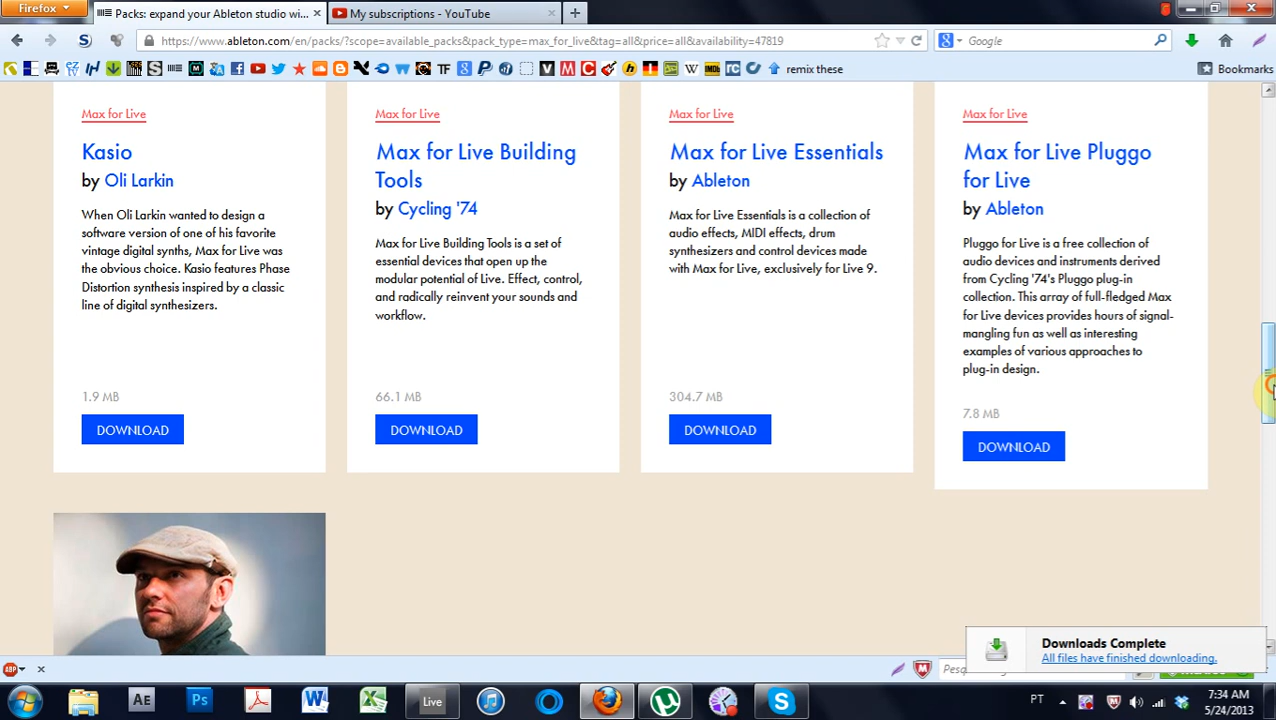 Firefox
Packs: expand your Ableton studio wi...
My subscriptions - YouTube
https://www.ableton.com/en/packs/?scope=available_packs&pack_type=max_for_live&tag=all&price=all&availability=47819
Google
remix these
Bookmarks
Max for Live
Kasio
by Oli Larkin
When Oli Larkin wanted to design a
software version of one of his favorite
vintage digital synths, Max for Live was
the obvious choice. Kasio features Phase
Distortion synthesis inspired by a classic
line of digital synthesizers.
1.9 MB
DOWNLOAD
Max for Live
Max for Live Building
Tools
by Cycling '74
Max for Live Building Tools is a set of
essential devices that open up the
modular potential of Live. Effect, control,
and radically reinvent your sounds and
workflow.
66.1 MB
DOWNLOAD
Max for Live
Max for Live Essentials
by Ableton
Max for Live Essentials is a collection of
audio effects, MIDI effects, drum
synthesizers and control devices made
with Max for Live, exclusively for Live 9.
304.7 MB
DOWNLOAD
Max for Live
Max for Live Pluggo
for Live
by Ableton
Pluggo for Live is a free collection of
audio devices and instruments derived
from Cycling '74's Pluggo plug-in
collection. This array of full-fledged Max
for Live devices provides hours of signal-
mangling fun as well as interesting
examples of various approaches to
plug-in design.
7.8 MB
DOWNLOAD
Downloads Complete
All files have finished downloading.
ABP
Live
PT
7:34 AM
5/24/2013